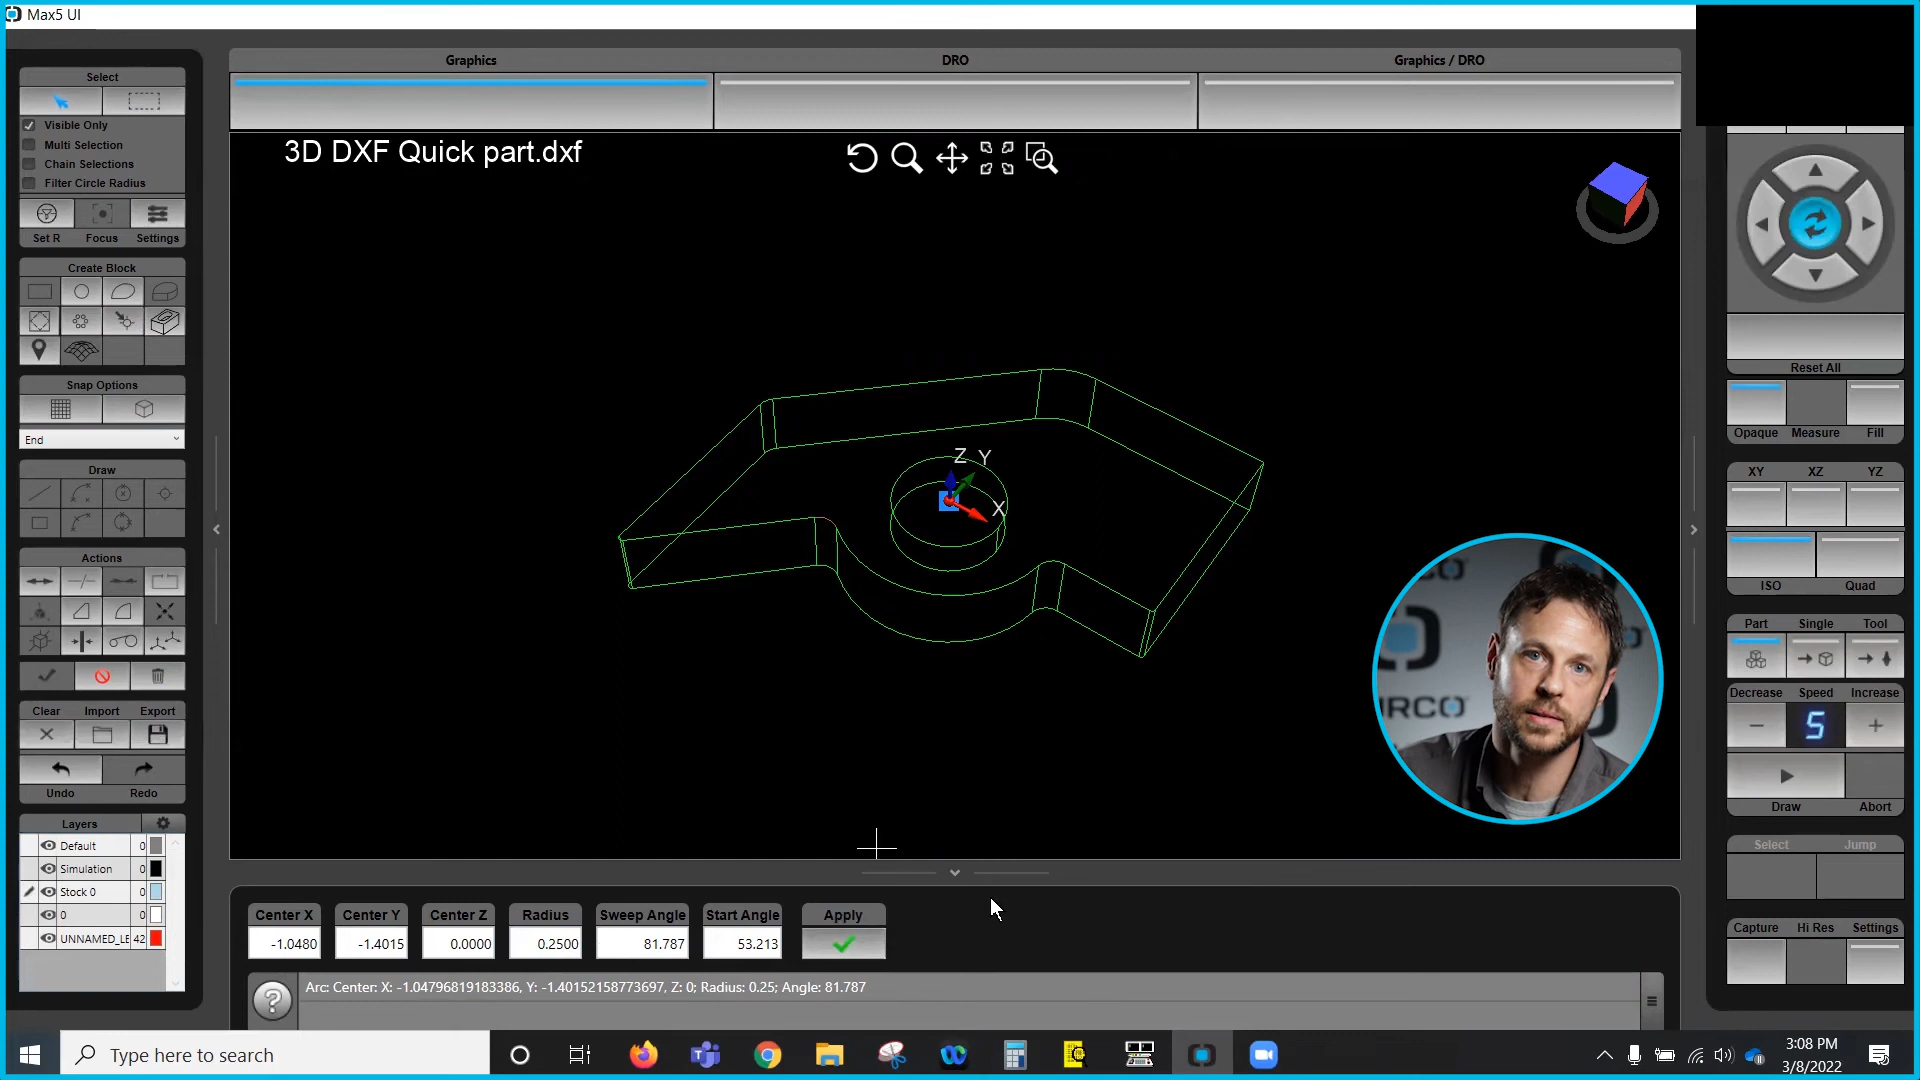 Max5 UI
Graphics
DRO
Graphics / DRO
3D DXF Quick part.dxf
Select
Visible Only
Multi Selection
Chain Selections
Filter Circle Radius
Set R
Focus
Settings
Create Block
Snap Options
End
Draw
Actions
Clear
Import
Export
Undo
Redo
Layers
Default 0
Simulation 0
Stock 0 0
0 0
UNNAMED_LE 42
Z Y
X
Reset All
Opaque
Measure
Fill
XY
XZ
YZ
ISO
Quad
Part
Single
Tool
Decrease
Speed
Increase
5
Draw
Abort
Select
Jump
Capture
Hi Res
Settings
Center X
Center Y
Center Z
Radius
Sweep Angle
Start Angle
Apply
-1.0480
-1.4015
0.0000
0.2500
81.787
53.213
?
Arc: Center: X: -1.04796819183386, Y: -1.40152158773697, Z: 0; Radius: 0.25; Angle: 81.787
Type here to search
3:08 PM
3/8/2022